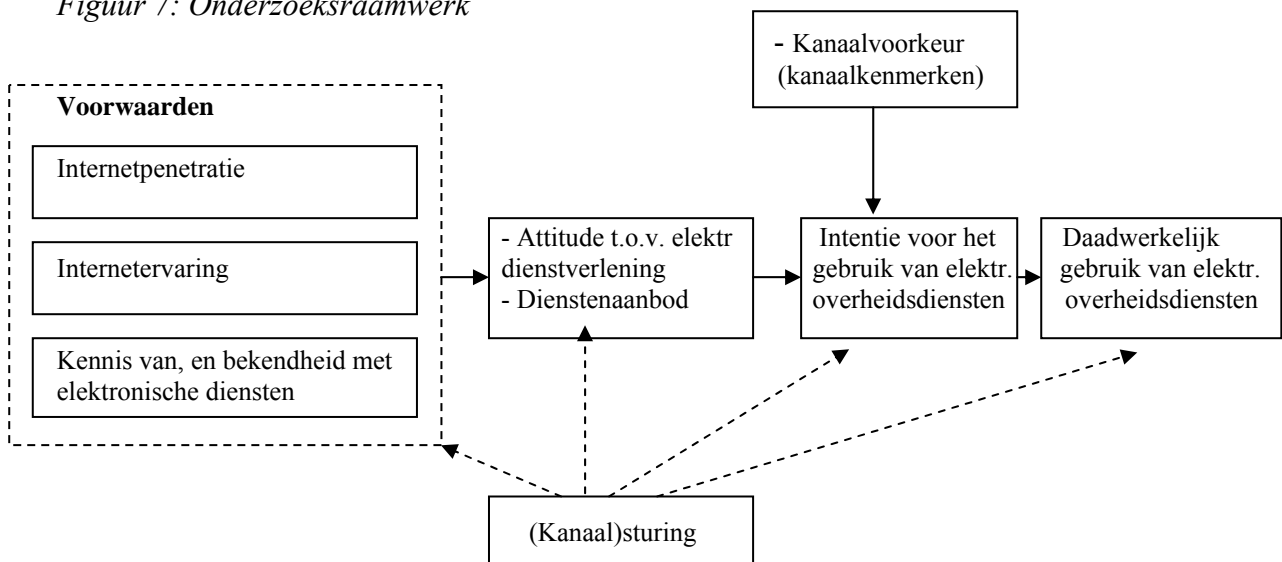 Figuur 7: Onderzoeksraamwerk
- Kanaalvoorkeur
(kanaalkenmerken)
Voorwaarden
Internetpenetratie
Internetervaring
Kennis van, en bekendheid met
elektronische diensten
- Attitude t.o.v. elektr
dienstverlening
- Dienstenaanbod
Intentie voor het
gebruik van elektr.
overheidsdiensten
Daadwerkelijk
gebruik van elektr.
overheidsdiensten
(Kanaal)sturing